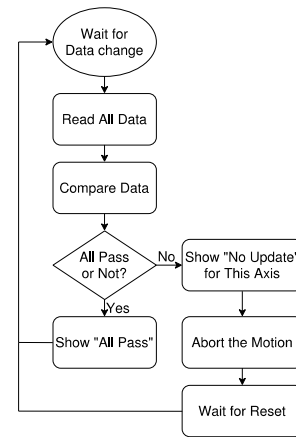 Wait for
Data change
Read All Data
Compare Data
All Pass
or Not?
No
Show "No Update"
for This Axis
Yes
Show "All Pass"
Abort the Motion
Wait for Reset